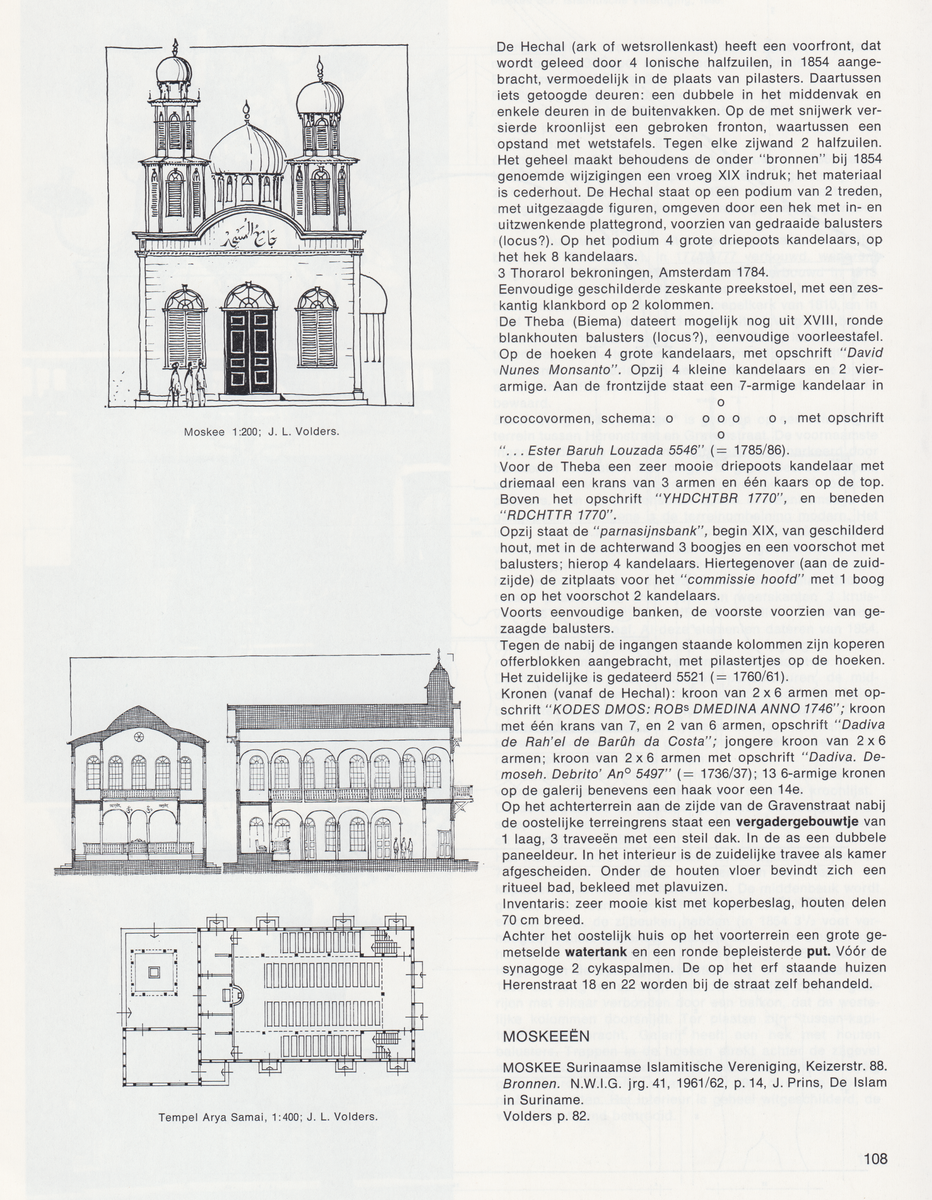 جامع المسجد
Moskee 1:200; J. L. Volders.
Tempel Arya Samai, 1:400; J. L. Volders.
De Hechal (ark of wetsrollenkast) heeft een voorfront, dat
wordt geleed door 4 Ionische halfzuilen, in 1854 aange-
bracht, vermoedelijk in de plaats van pilasters. Daartussen
iets getoogde deuren: een dubbele in het middenvak en
enkele deuren in de buitenvakken. Op de met snijwerk ver-
sierde kroonlijst een gebroken fronton, waartussen een
opstand met wetstafels. Tegen elke zijwand 2 halfzuilen.
Het geheel maakt behoudens de onder “bronnen” bij 1854
genoemde wijzigingen een vroeg XIX indruk; het materiaal
is cederhout. De Hechal staat op een podium van 2 treden,
met uitgezaagde figuren, omgeven door een hek met in- en
uitzwenkende plattegrond, voorzien van gedraaide balusters
(locus?). Op het podium 4 grote driepoots kandelaars, op
het hek 8 kandelaars.
3 Thorarol bekroningen, Amsterdam 1784.
Eenvoudige geschilderde zeskante preekstoel, met een zes-
kantig klankbord op 2 kolommen.
De Theba (Biema) dateert mogelijk nog uit XVIII, ronde
blankhouten balusters (locus?), eenvoudige voorleestafel.
Op de hoeken 4 grote kandelaars, met opschrift “David
Nunes Monsanto”. Opzij 4 kleine kandelaars en 2 vier-
armige. Aan de frontzijde staat een 7-armige kandelaar in
o
rococovormen, schema: o o o o o , met opschrift
o
“. . . Ester Baruh Louzada 5546” (= 1785/86).
Voor de Theba een zeer mooie driepoots kandelaar met
driemaal een krans van 3 armen en één kaars op de top.
Boven het opschrift “YHDCHTBR 1770”, en beneden
“RDCHTTR 1770”.
Opzij staat de “parnasijnsbank”, begin XIX, van geschilderd
hout, met in de achterwand 3 boogjes en een voorschot met
balusters; hierop 4 kandelaars. Hiertegenover (aan de zuid-
zijde) de zitplaats voor het “commissie hoofd” met 1 boog
en op het voorschot 2 kandelaars.
Voorts eenvoudige banken, de voorste voorzien van ge-
zaagde balusters.
Tegen de nabij de ingangen staande kolommen zijn koperen
offerblokken aangebracht, met pilastertjes op de hoeken.
Het zuidelijke is gedateerd 5521 (= 1760/61).
Kronen (vanaf de Hechal): kroon van 2 x 6 armen met op-
schrift “KODES DMOS: ROBs DMEDINA ANNO 1746”; kroon
met één krans van 7, en 2 van 6 armen, opschrift “Dadiva
de Rah'el de Barûh da Costa”; jongere kroon van 2 x 6
armen; kroon van 2 x 6 armen met opschrift “Dadiva. De-
moseh. Debrito' Ano 5497” (= 1736/37); 13 6-armige kronen
op de galerij benevens een haak voor een 14e.
Op het achterterrein aan de zijde van de Gravenstraat nabij
de oostelijke terreingrens staat een vergadergebouwtje van
1 laag, 3 traveeën met een steil dak. In de as een dubbele
paneeldeur. In het interieur is de zuidelijke travee als kamer
afgescheiden. Onder de houten vloer bevindt zich een
ritueel bad, bekleed met plavuizen.
Inventaris: zeer mooie kist met koperbeslag, houten delen
70 cm breed.
Achter het oostelijk huis op het voorterrein een grote ge-
metselde watertank en een ronde bepleisterde put. Vóór de
synagoge 2 cykaspalmen. De op het erf staande huizen
Herenstraat 18 en 22 worden bij de straat zelf behandeld.
MOSKEEËN
MOSKEE Surinaamse Islamitische Vereniging, Keizerstr. 88.
Bronnen. N.W.I.G. jrg. 41, 1961/62, p. 14, J. Prins, De Islam
in Suriname.
Volders p. 82.
108